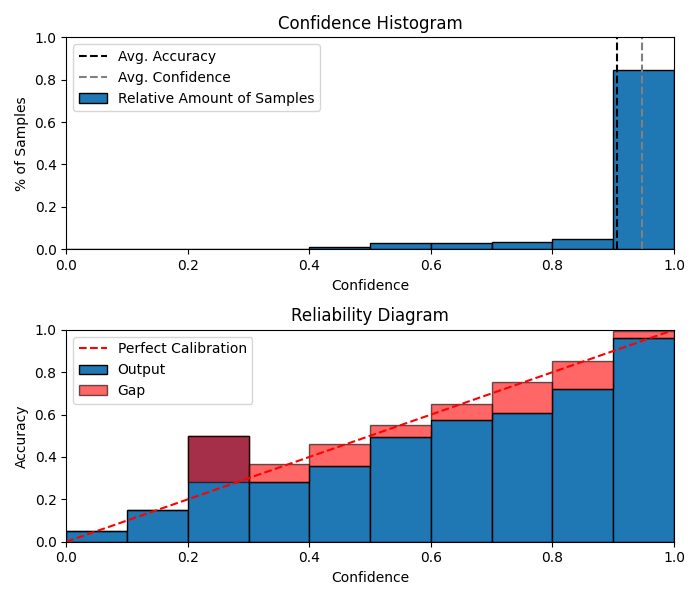 Confidence Histogram
1.0
0.8
0.6
0.4
0.2
0.0
% of Samples
Avg. Accuracy
Avg. Confidence
Relative Amount of Samples
0.0 0.2 0.4 0.6 0.8 1.0
Confidence
Reliability Diagram
1.0
0.8
0.6
0.4
0.2
0.0
Accuracy
Perfect Calibration
Output
Gap
0.0 0.2 0.4 0.6 0.8 1.0
Confidence